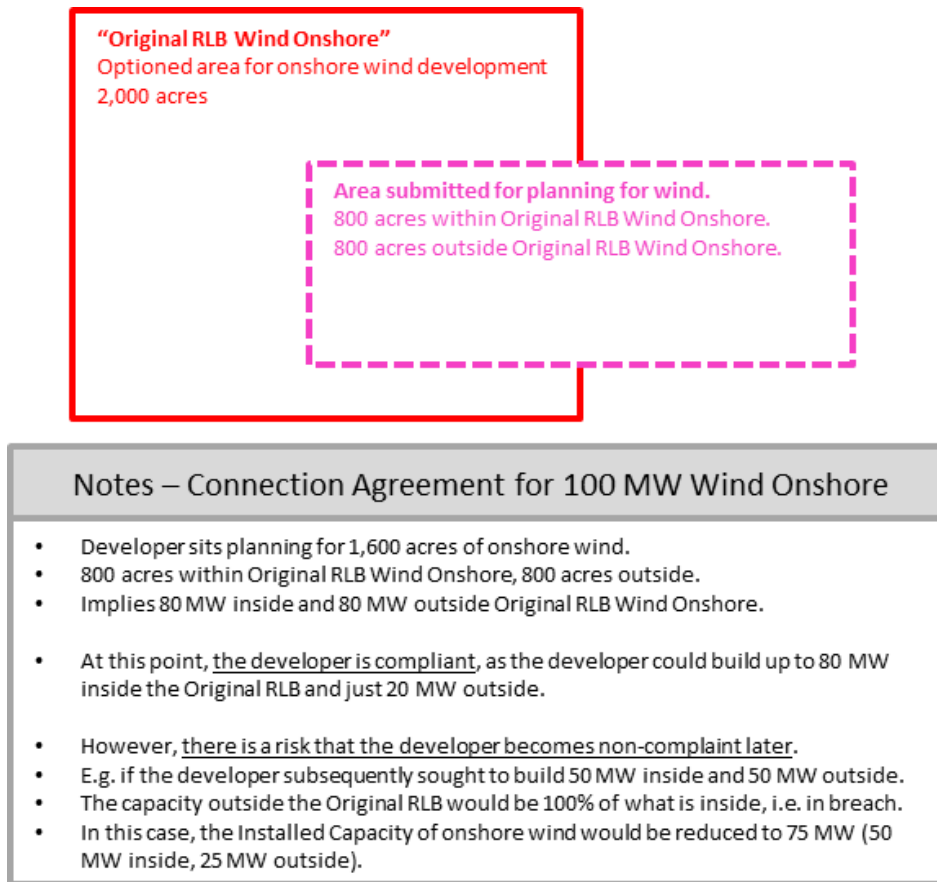 “Original RLB Wind Onshore”
Optioned area for onshore wind development
2,000 acres
Area submitted for planning for wind.
800 acres within Original RLB Wind Onshore.
800 acres outside Original RLB Wind Onshore.
Notes – Connection Agreement for 100 MW Wind Onshore
• Developer sits planning for 1,600 acres of onshore wind.
• 800 acres within Original RLB Wind Onshore, 800 acres outside.
• Implies 80 MW inside and 80 MW outside Original RLB Wind Onshore.
• At this point, the developer is compliant, as the developer could build up to 80 MW
inside the Original RLB and just 20 MW outside.
• However, there is a risk that the developer becomes non-complaint later.
• E.g. if the developer subsequently sought to build 50 MW inside and 50 MW outside.
• The capacity outside the Original RLB would be 100% of what is inside, i.e. in breach.
• In this case, the Installed Capacity of onshore wind would be reduced to 75 MW (50
MW inside, 25 MW outside).